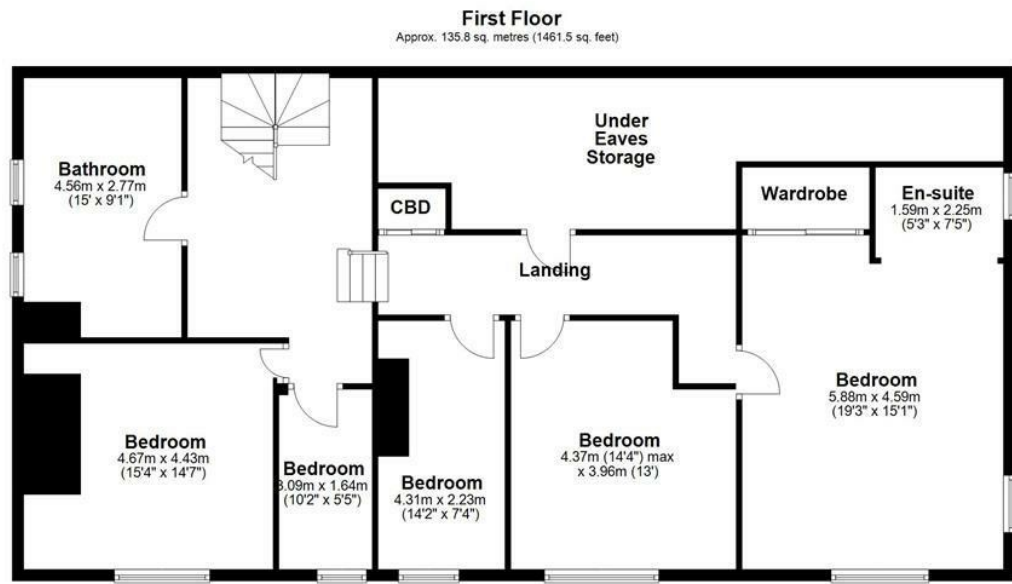 First Floor
Approx. 135.8 sq. metres (1461.5 sq. feet)
Under
Eaves
Storage
Bathroom
4.56m x 2.77m
(15' x 9'1")
CBD
Wardrobe
En-suite
1.59m x 2.25m
(5'3" x 7'5")
Landing
Bedroom
4.67m x 4.43m
(15'4" x 14'7")
Bedroom
3.09m x 1.64m
(10'2" x 5'5")
Bedroom
4.31m x 2.23m
(14'2" x 7'4")
Bedroom
4.37m (14'4") max
x 3.96m (13')
Bedroom
5.88m x 4.59m
(19'3" x 15'1")